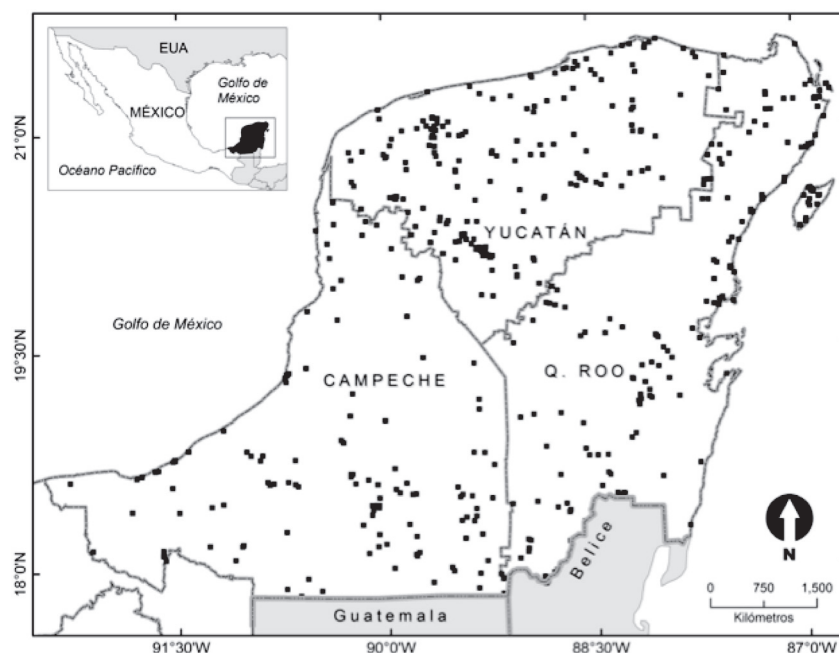 EUA
Golfo de
México
MÉXICO
Océano Pacífico
21°0'N
19°30'N
18°0'N
YUCATÁN
Golfo de México
CAMPECHE
Q. ROO
Belice
Guatemala
N
0 750 1,500
Kilómetros
91°30'W 90°0'W 88°30'W 87°0'W